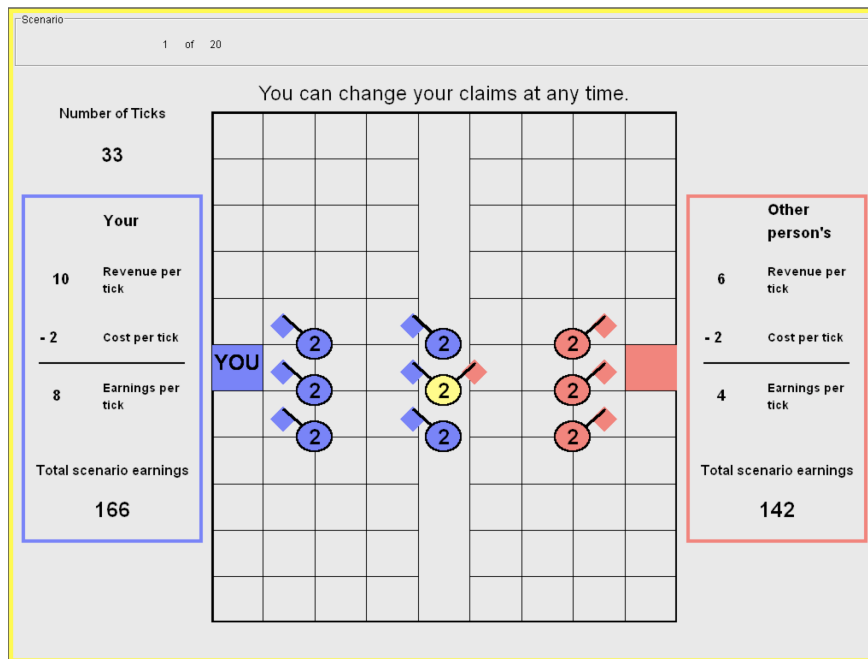 Scenario
1 of 20
You can change your claims at any time.
Number of Ticks
33
Your
10 Revenue per tick
- 2 Cost per tick
8 Earnings per tick
Total scenario earnings
166
YOU
2 2 2
2 2 2
2 2 2
Other
person's
6 Revenue per tick
- 2 Cost per tick
4 Earnings per tick
Total scenario earnings
142